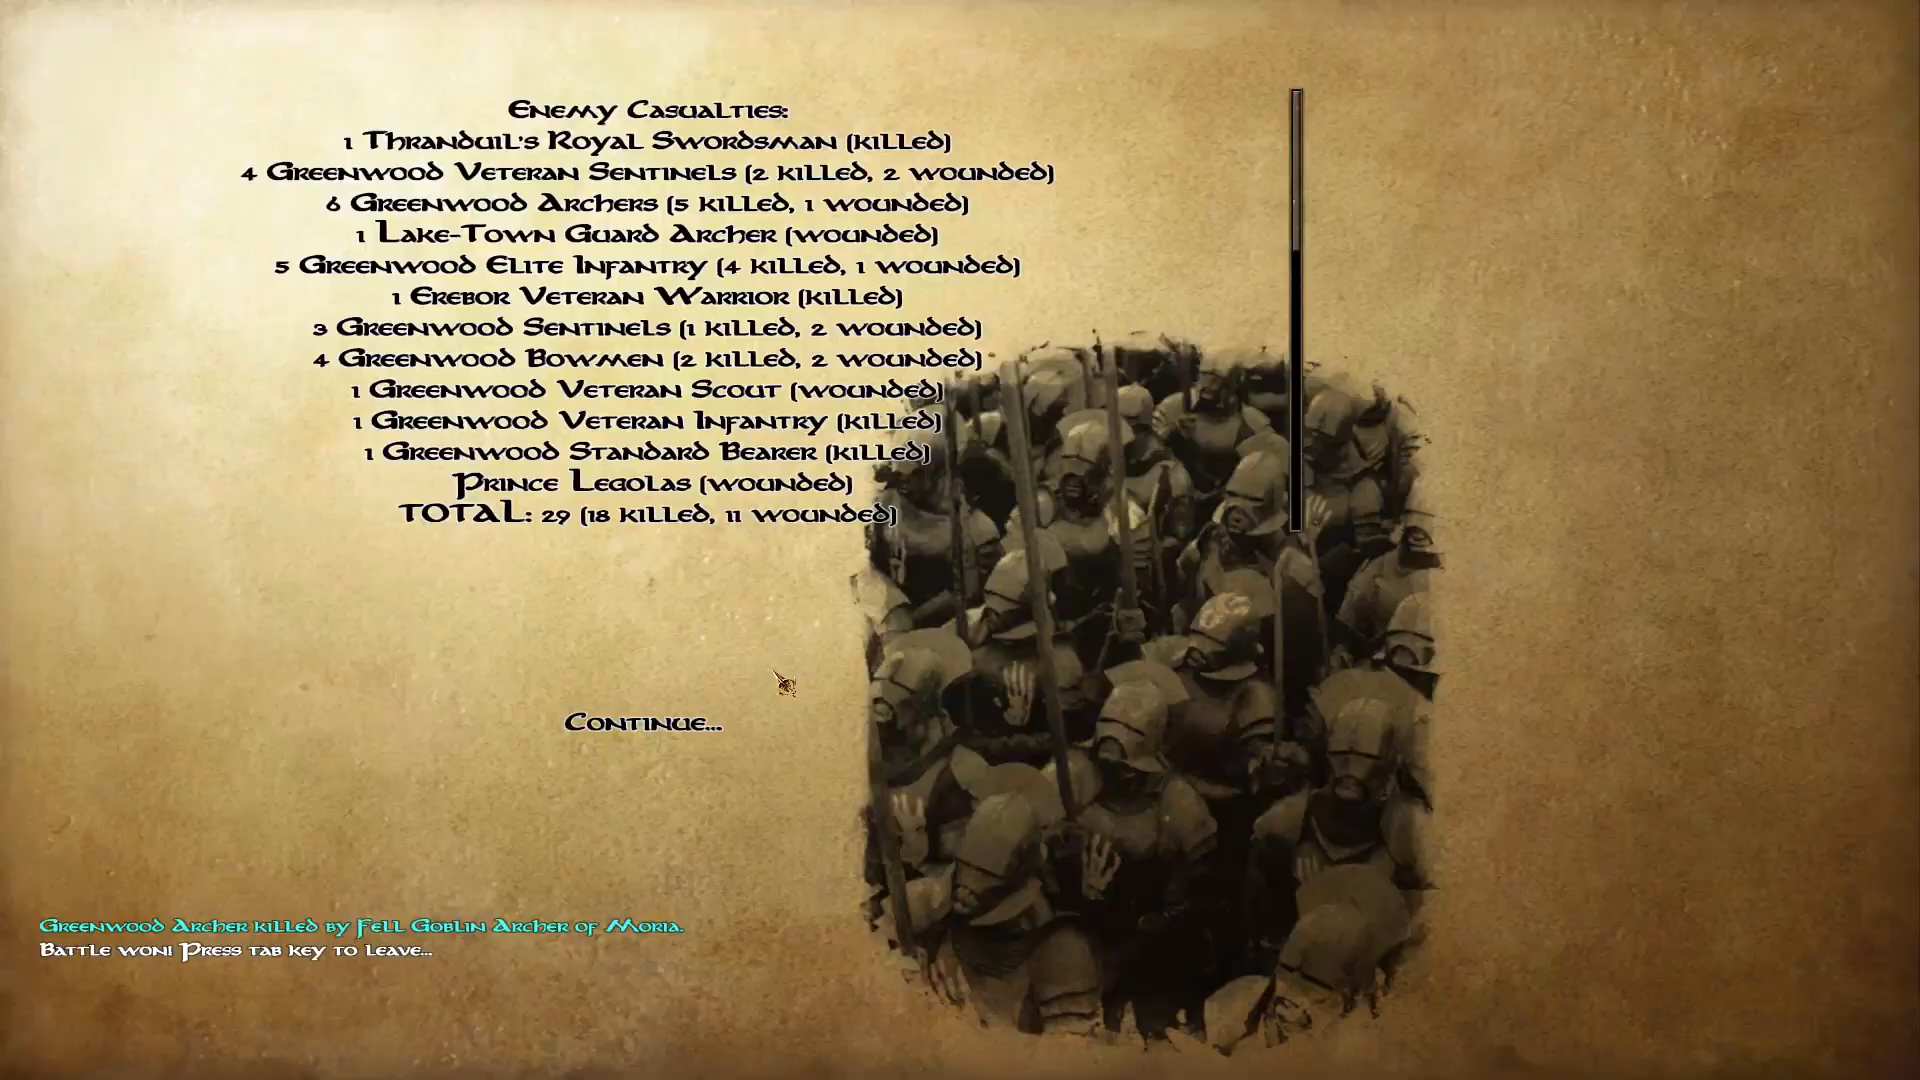 Enemy Casualties:
1 Thranduil's Royal Swordsman (killed)
4 Greenwood Veteran Sentinels (2 killed, 2 wounded)
6 Greenwood Archers (5 killed, 1 wounded)
1 Lake-Town Guard Archer (wounded)
5 Greenwood Elite Infantry (4 killed, 1 wounded)
1 Erebor Veteran Warrior (killed)
3 Greenwood Sentinels (1 killed, 2 wounded)
4 Greenwood Bowmen (2 killed, 2 wounded)
1 Greenwood Veteran Scout (wounded)
1 Greenwood Veteran Infantry (killed)
1 Greenwood Standard Bearer (killed)
Prince Legolas (wounded)
TOTAL: 29 (18 killed, 11 wounded)
Continue...
Greenwood Archer killed by Fell Goblin Archer of Moria.
Battle won! Press tab key to leave...